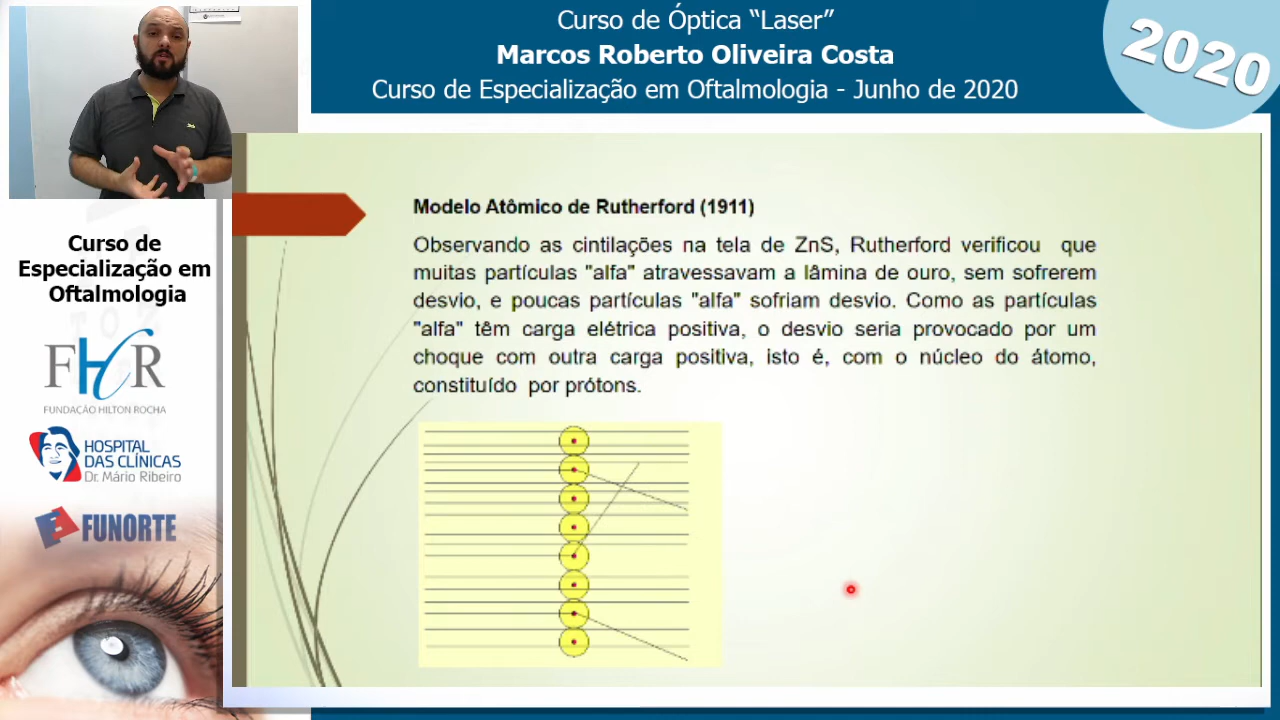 Curso de Óptica “Laser”
Marcos Roberto Oliveira Costa
Curso de Especialização em Oftalmologia - Junho de 2020
2020
Curso de
Especialização em
Oftalmologia
FHR
FUNDAÇÃO HILTON ROCHA
HOSPITAL
DAS CLÍNICAS
Dr. Mário Ribeiro
FUNORTE
Modelo Atômico de Rutherford (1911)
Observando as cintilações na tela de ZnS, Rutherford verificou que
muitas partículas "alfa" atravessavam a lâmina de ouro, sem sofrerem
desvio, e poucas partículas "alfa" sofriam desvio. Como as partículas
"alfa" têm carga elétrica positiva, o desvio seria provocado por um
choque com outra carga positiva, isto é, com o núcleo do átomo,
constituído por prótons.